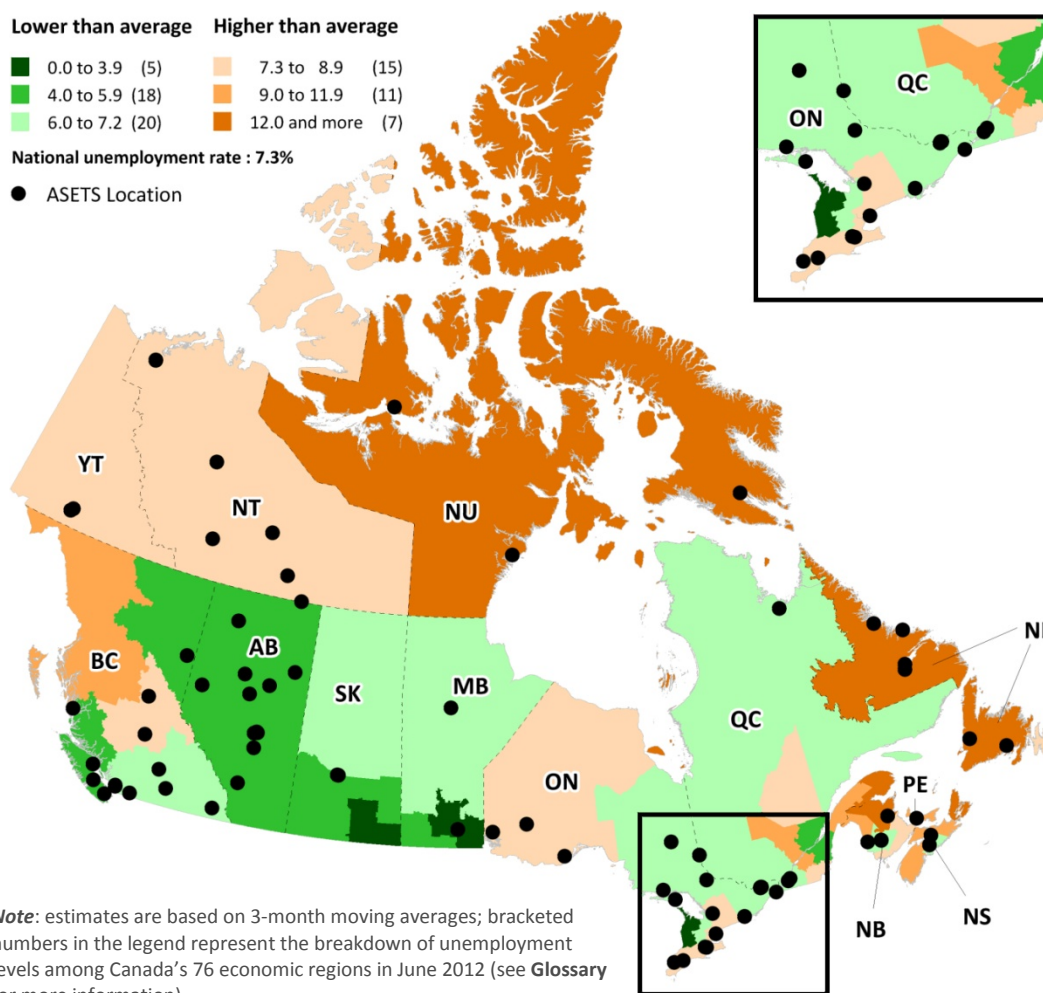 Lower than average
Higher than average
0.0 to 3.9 (5)
7.3 to 8.9 (15)
4.0 to 5.9 (18)
9.0 to 11.9 (11)
6.0 to 7.2 (20)
12.0 and more (7)
National unemployment rate : 7.3%
ASETS Location
QC
ON
YT
NT
NU
BC
AB
SK
MB
ON
QC
PE
NB
NS
Note: estimates are based on 3-month moving averages; bracketed
numbers in the legend represent the breakdown of unemployment
levels among Canada's 76 economic regions in June 2012 (see Glossary
more information)